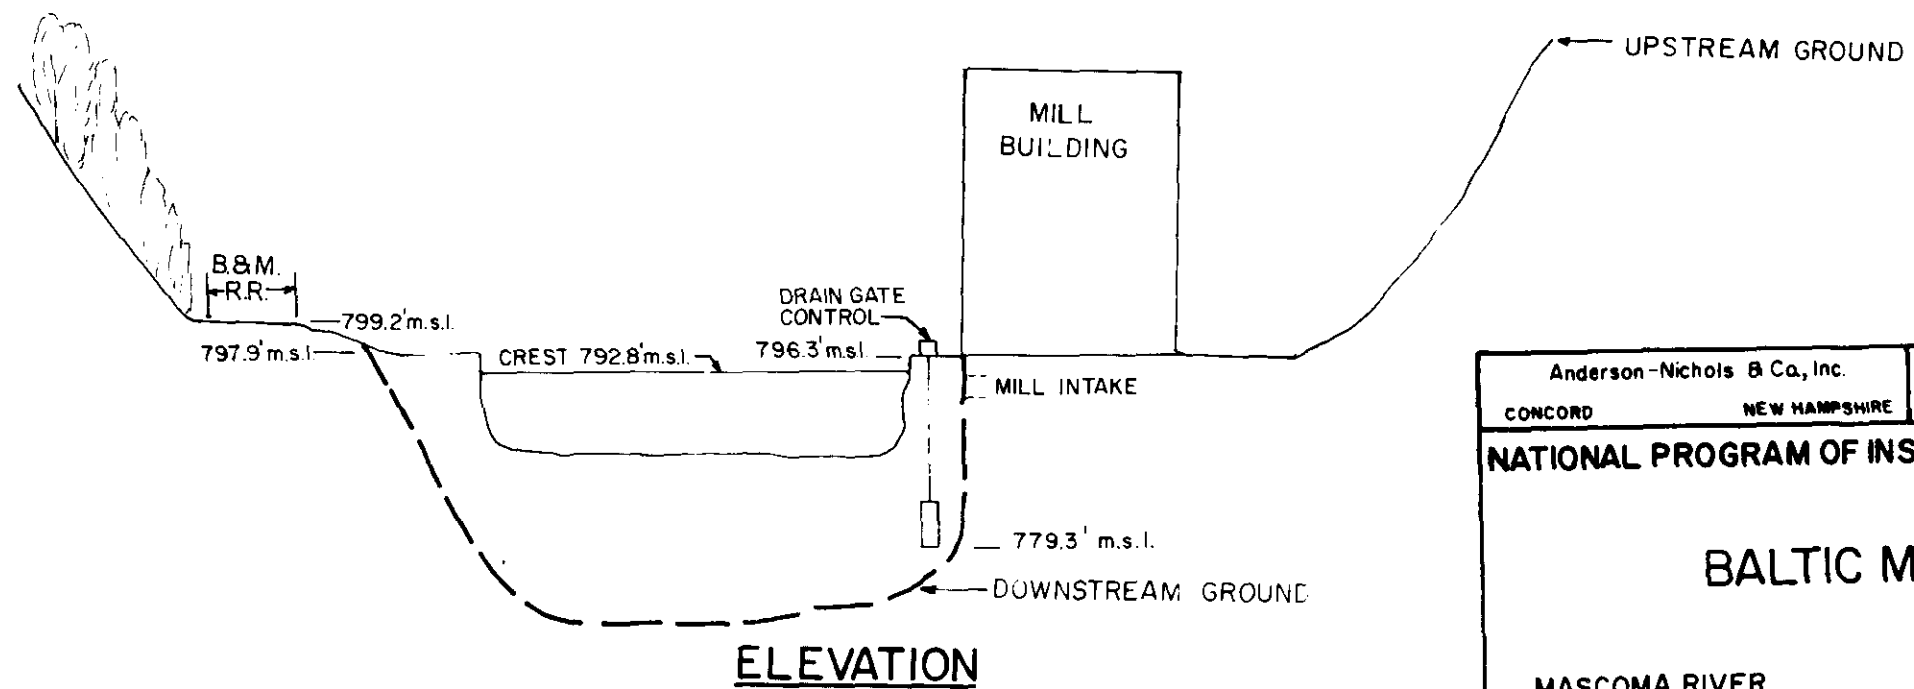 UPSTREAM GROUND
MILL
BUILDING
B.&M.
R.R.
799.2'm.s.l.
797.9'm.s.l.
DRAIN GATE
CONTROL
CREST 792.8'm.s.l.
796.3'm.s.l.
MILL INTAKE
779.3' m.s.l.
DOWNSTREAM GROUND
ELEVATION
Anderson-Nichols & Co., Inc.
CONCORD NEW HAMPSHIRE
NATIONAL PROGRAM OF INS
BALTIC M
MASCOMA RIVER